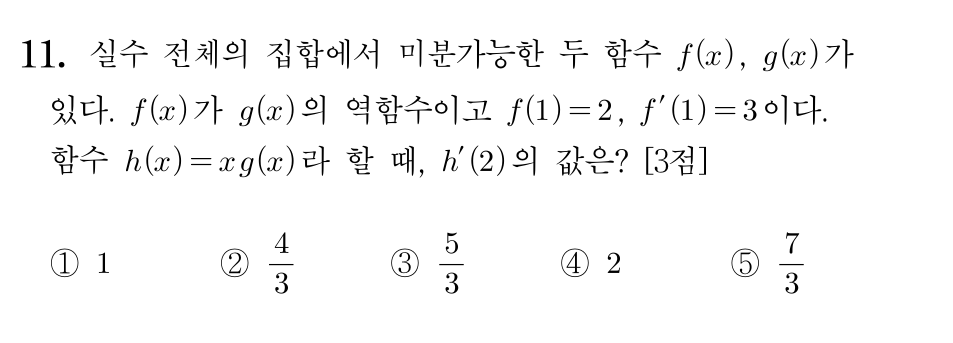 11. 실수 전체의 집합에서 미분가능한 두 함수 f(x), g(x)가
있다. f(x)가 g(x)의 역함수이고 f(1)=2, f′(1)=3이다.
함수 h(x)=xg(x)라 할 때, h′(2)의 값은? [3점]
① 1 ② 4/3 ③ 5/3 ④ 2 ⑤ 7/3